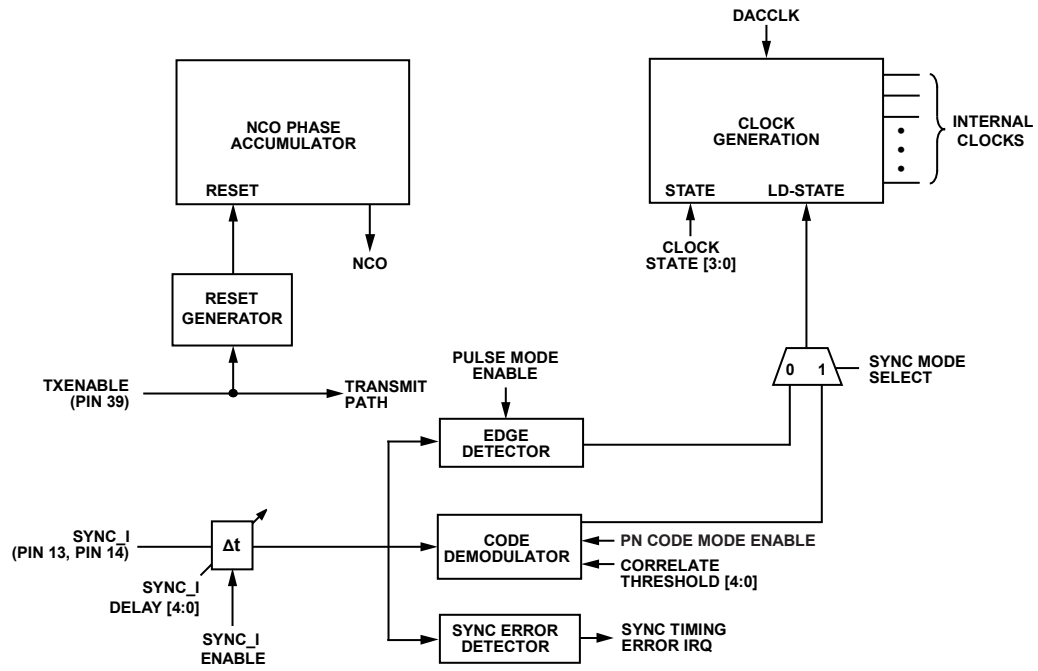 DACCLK
NCO PHASE
ACCUMULATOR
RESET
NCO
CLOCK
GENERATION
STATE
LD-STATE
INTERNAL
CLOCKS
CLOCK
STATE [3:0]
RESET
GENERATOR
TXENABLE
(PIN 39)
TRANSMIT
PATH
PULSE MODE
ENABLE
0 1
SYNC MODE
SELECT
EDGE
DETECTOR
SYNC_I
(PIN 13, PIN 14)
Δt
SYNC_I
DELAY [4:0]
SYNC_I
ENABLE
CODE
DEMODULATOR
PN CODE MODE ENABLE
CORRELATE
THRESHOLD [4:0]
SYNC ERROR
DETECTOR
SYNC TIMING
ERROR IRQ